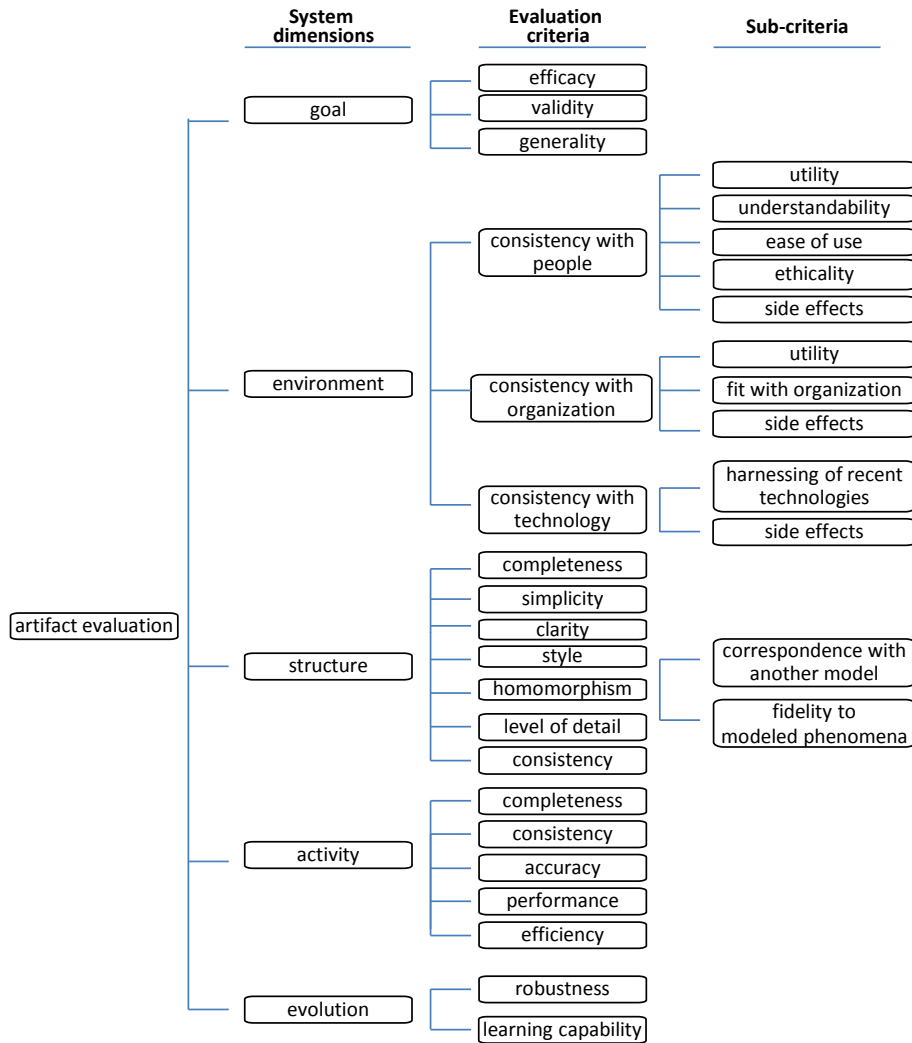 System
dimensions
Evaluation
criteria
Sub-criteria
artifact evaluation
goal
efficacy
validity
generality
environment
consistency with
people
utility
understandability
ease of use
ethicality
side effects
consistency with
organization
utility
fit with organization
side effects
consistency with
technology
harnessing of recent
technologies
side effects
structure
completeness
simplicity
clarity
style
homomorphism
correspondence with
another model
fidelity to
modeled phenomena
level of detail
consistency
activity
completeness
consistency
accuracy
performance
efficiency
evolution
robustness
learning capability